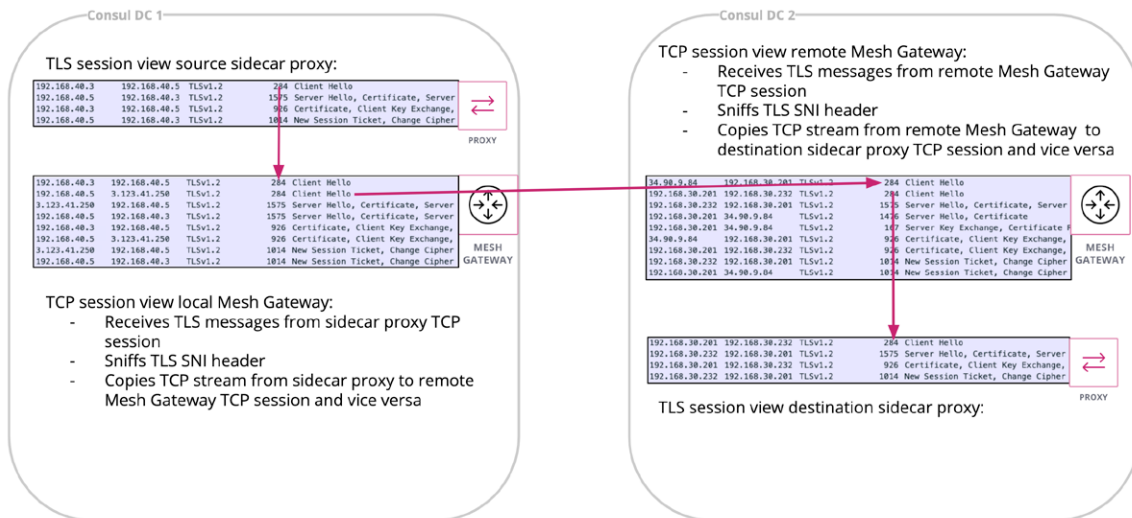 Consul DC 1
TLS session view source sidecar proxy:
192.168.40.3 192.168.40.5 TLSv1.2 284 Client Hello
192.168.40.5 192.168.40.3 TLSv1.2 1575 Server Hello, Certificate, Server
192.168.40.3 192.168.40.5 TLSv1.2 926 Certificate, Client Key Exchange,
192.168.40.5 192.168.40.3 TLSv1.2 1014 New Session Ticket, Change Cipher
PROXY
192.168.40.3 192.168.40.5 TLSv1.2 284 Client Hello
192.168.40.5 3.123.41.250 TLSv1.2 284 Client Hello
3.123.41.250 192.168.40.5 TLSv1.2 1575 Server Hello, Certificate, Server
192.168.40.5 192.168.40.3 TLSv1.2 1575 Server Hello, Certificate, Server
192.168.40.3 192.168.40.5 TLSv1.2 926 Certificate, Client Key Exchange,
192.168.40.5 3.123.41.250 TLSv1.2 926 Certificate, Client Key Exchange,
3.123.41.250 192.168.40.5 TLSv1.2 1014 New Session Ticket, Change Cipher
192.168.40.5 192.168.40.3 TLSv1.2 1014 New Session Ticket, Change Cipher
MESH
GATEWAY
TCP session view local Mesh Gateway:
- Receives TLS messages from sidecar proxy TCP
session
- Sniffs TLS SNI header
- Copies TCP stream from sidecar proxy to remote
Mesh Gateway TCP session and vice versa
Consul DC 2
TCP session view remote Mesh Gateway:
- Receives TLS messages from remote Mesh Gateway
TCP session
- Sniffs TLS SNI header
- Copies TCP stream from remote Mesh Gateway to
destination sidecar proxy TCP session and vice versa
34.90.9.84 192.168.30.201 TLSv1.2 284 Client Hello
192.168.30.201 192.168.30.232 TLSv1.2 284 Client Hello
192.168.30.232 192.168.30.201 TLSv1.2 1575 Server Hello, Certificate, Server
192.168.30.201 34.90.9.84 TLSv1.2 1476 Server Hello, Certificate
192.168.30.201 34.90.9.84 TLSv1.2 167 Server Key Exchange, Certificate R
34.90.9.84 192.168.30.201 TLSv1.2 926 Certificate, Client Key Exchange,
192.168.30.201 192.168.30.232 TLSv1.2 926 Certificate, Client Key Exchange,
192.168.30.232 192.168.30.201 TLSv1.2 1014 New Session Ticket, Change Cipher
192.168.30.201 34.90.9.84 TLSv1.2 1014 New Session Ticket, Change Cipher
MESH
GATEWAY
192.168.30.201 192.168.30.232 TLSv1.2 284 Client Hello
192.168.30.232 192.168.30.201 TLSv1.2 1575 Server Hello, Certificate, Server
192.168.30.201 192.168.30.232 TLSv1.2 926 Certificate, Client Key Exchange,
192.168.30.232 192.168.30.201 TLSv1.2 1014 New Session Ticket, Change Cipher
PROXY
TLS session view destination sidecar proxy: